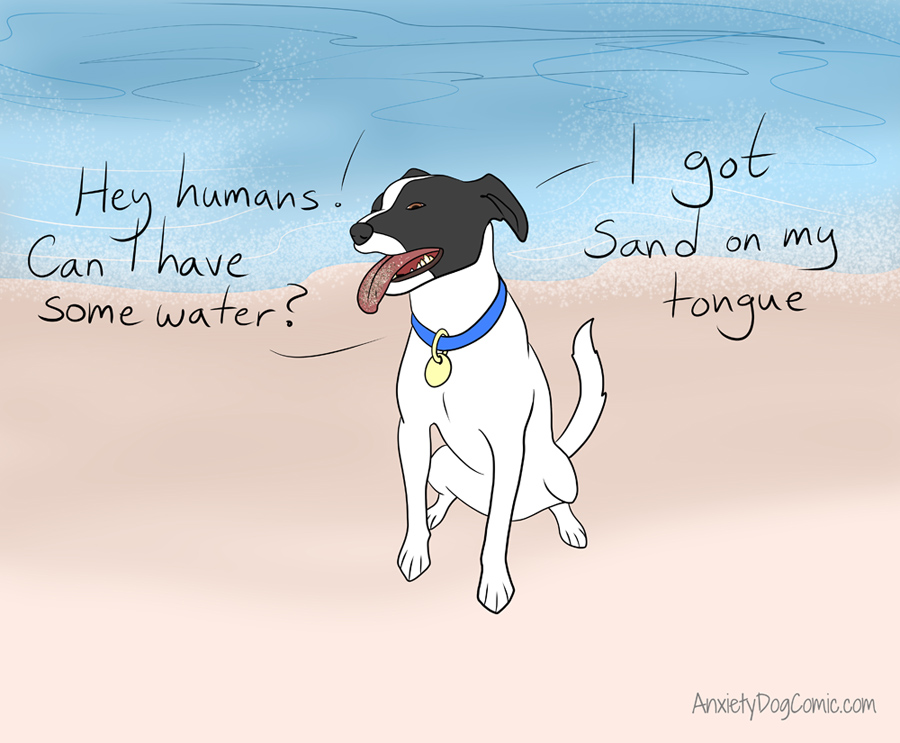 Hey humans!
Can I have
some water?
I got
Sand on my
tongue
AnxietyDogComic.com